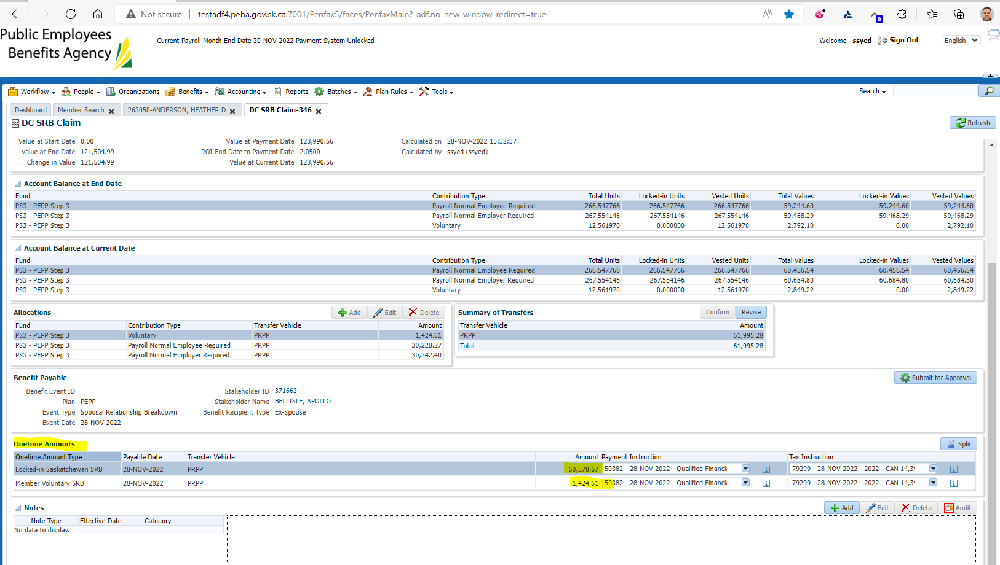 Not secure testadf4.peba.gov.sk.ca:7001/Penfax5/faces/PenfaxMain?_adf.no-new-window-redirect=true
0
Public Employees
Benefits Agency
Current Payroll Month End Date 30-NOV-2022 Payment System Unlocked
Welcome ssyed Sign Out English
Workflow People Organizations Benefits Accounting Reports Batches Plan Rules Tools Search
Dashboard Member Search 263050-ANDERSON, HEATHER D DC SRB Claim-346
DC SRB Claim Refresh
Value at Start Date 0.00 Value at Payment Date 123,990.56 Calculated on 28-NOV-2022 15:32:37
Value at End Date 121,504.99 ROI End Date to Payment Date 2.0500 Calculated by ssyed (ssyed)
Change in Value 121,504.99 Value at Current Date 123,990.56
Account Balance at End Date
Fund Contribution Type Total Units Locked-in Units Vested Units Total Values Locked-in Values Vested Values
PS3 - PEPP Step 3 Payroll Normal Employee Required 266.547766 266.547766 266.547766 59,244.60 59,244.60 59,244.60
PS3 - PEPP Step 3 Payroll Normal Employer Required 267.554146 267.554146 267.554146 59,468.29 59,468.29 59,468.29
PS3 - PEPP Step 3 Voluntary 12.561970 0.000000 12.561970 2,792.10 0.00 2,792.10
Account Balance at Current Date
Fund Contribution Type Total Units Locked-in Units Vested Units Total Values Locked-in Values Vested Values
PS3 - PEPP Step 3 Payroll Normal Employee Required 266.547766 266.547766 266.547766 60,456.54 60,456.54 60,456.54
PS3 - PEPP Step 3 Payroll Normal Employer Required 267.554146 267.554146 267.554146 60,684.80 60,684.80 60,684.80
PS3 - PEPP Step 3 Voluntary 12.561970 0.000000 12.561970 2,849.22 0.00 2,849.22
Allocations Add Edit Delete
Fund Contribution Type Transfer Vehicle Amount
PS3 - PEPP Step 3 Voluntary PRPP 1,424.61
PS3 - PEPP Step 3 Payroll Normal Employee Required PRPP 30,228.27
PS3 - PEPP Step 3 Payroll Normal Employer Required PRPP 30,342.40
Summary of Transfers Confirm Revise
Transfer Vehicle Amount
PRPP 61,995.28
Total 61,995.28
Benefit Payable Submit for Approval
Benefit Event ID Stakeholder ID 371663
Plan PEPP Stakeholder Name BELLISLE, APOLLO
Event Type Spousal Relationship Breakdown Benefit Recipient Type Ex-Spouse
Event Date 28-NOV-2022
Onetime Amounts Split
Onetime Amount Type Payable Date Transfer Vehicle Amount Payment Instruction Tax Instruction
Locked-in Saskatchewan SRB 28-NOV-2022 PRPP 60,570.67 50382 - 28-NOV-2022 - Qualified Financi 79299 - 28-NOV-2022 - 2022 - CAN 14,39
Member Voluntary SRB 28-NOV-2022 PRPP 1,424.61 50382 - 28-NOV-2022 - Qualified Financi 79299 - 28-NOV-2022 - 2022 - CAN 14,39
Notes Add Edit Delete Audit
Note Type Effective Date Category
No data to display.